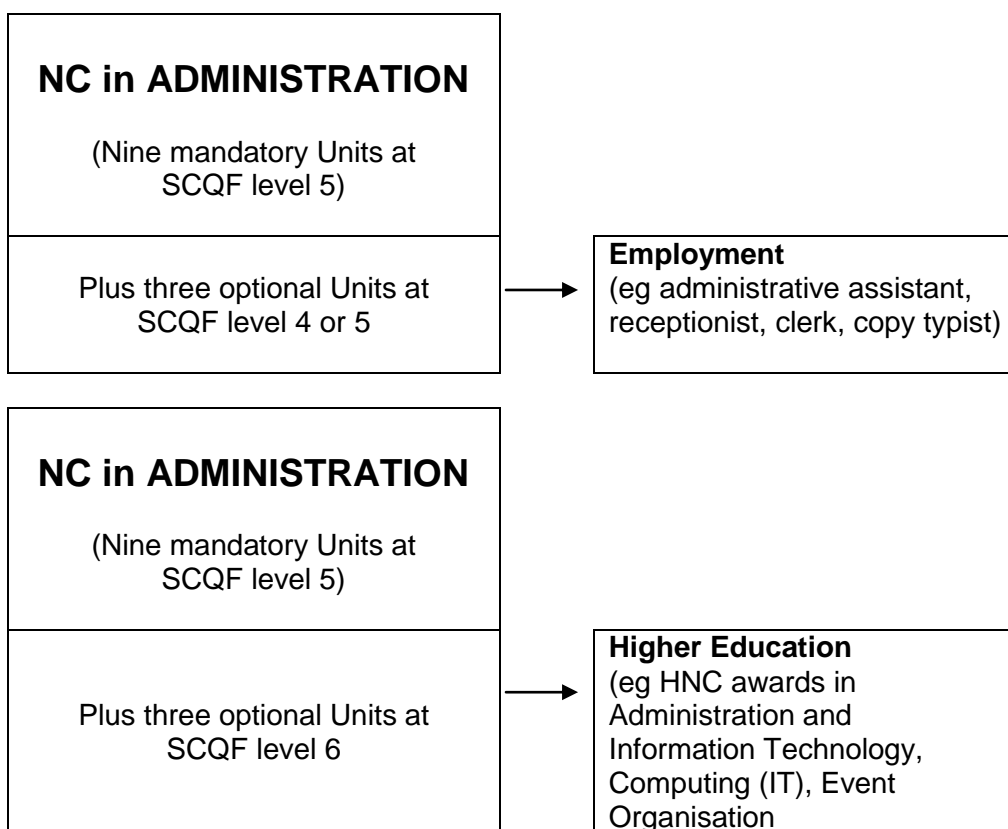 NC in ADMINISTRATION
(Nine mandatory Units at
SCQF level 5)
Plus three optional Units at
SCQF level 4 or 5
Employment
(eg administrative assistant,
receptionist, clerk, copy typist)
NC in ADMINISTRATION
(Nine mandatory Units at
SCQF level 5)
Plus three optional Units at
SCQF level 6
Higher Education
(eg HNC awards in
Administration and
Information Technology,
Computing (IT), Event
Organisation